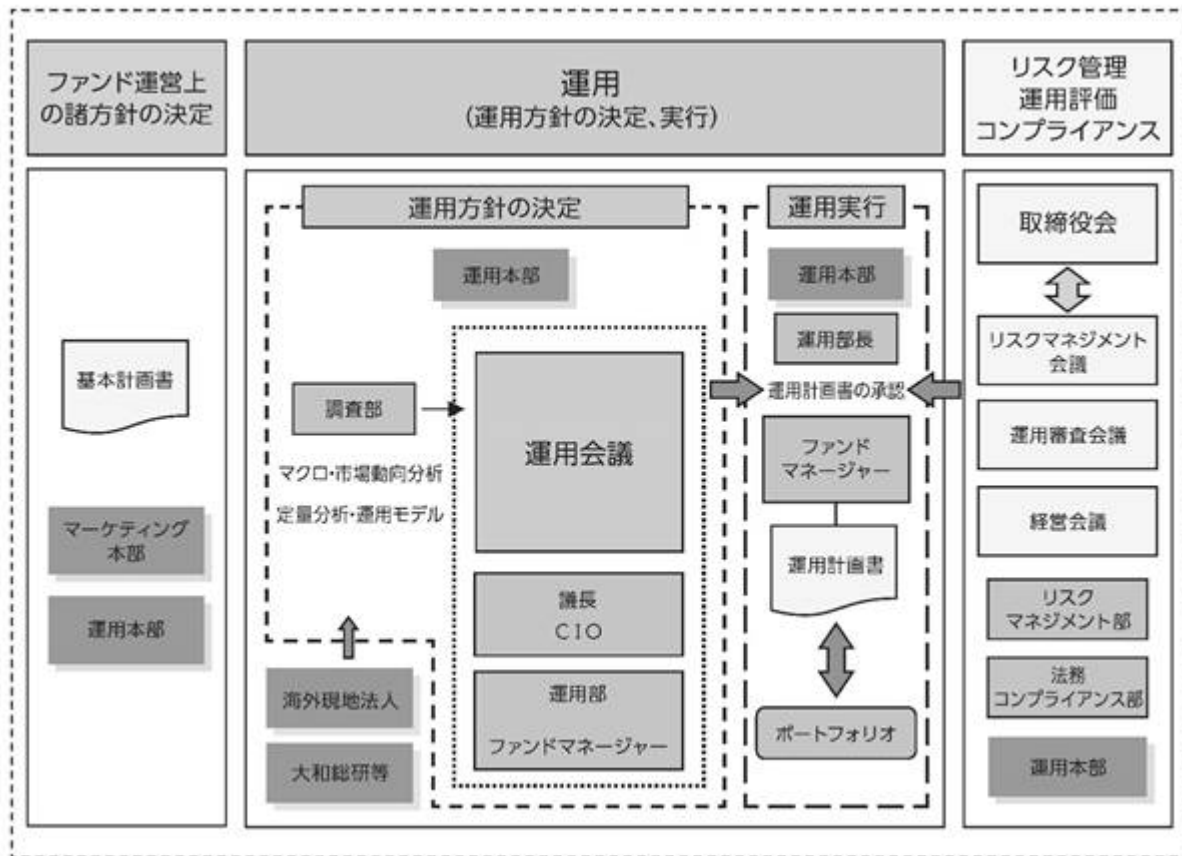 ファンド運営上
の諸方針の決定
運用
(運用方針の決定、実行)
リスク管理
運用評価
コンプライアンス
基本計画書
マーケティング
本部
運用本部
運用方針の決定
運用本部
調査部
マクロ・市場動向分析
定量分析・運用モデル
海外現地法人
大和総研等
運用会議
議長
CIO
運用部
ファンドマネージャー
運用実行
運用本部
運用部長
運用計画書の承認
ファンド
マネージャー
運用計画書
ポートフォリオ
取締役会
リスクマネジメント
会議
運用審査会議
経営会議
リスク
マネジメント部
法務
コンプライアンス部
運用本部